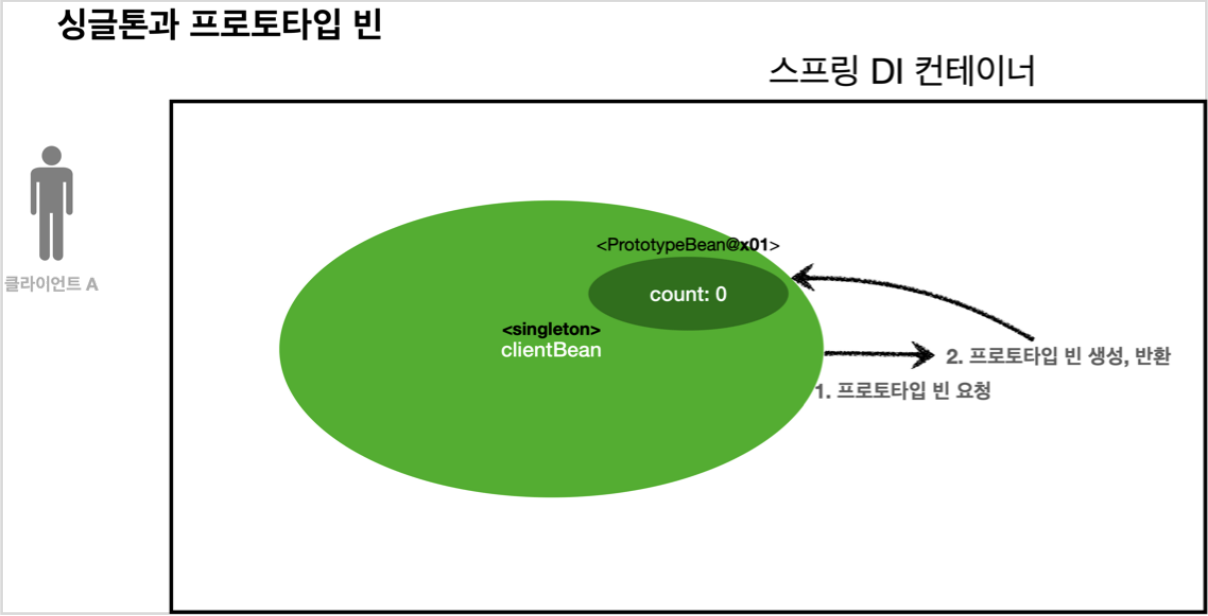 싱글톤과 프로토타입 빈
스프링 DI 컨테이너
클라이언트 A
<PrototypeBean@x01>
count: 0
<singleton>
clientBean
2. 프로토타입 빈 생성, 반환
1. 프로토타입 빈 요청